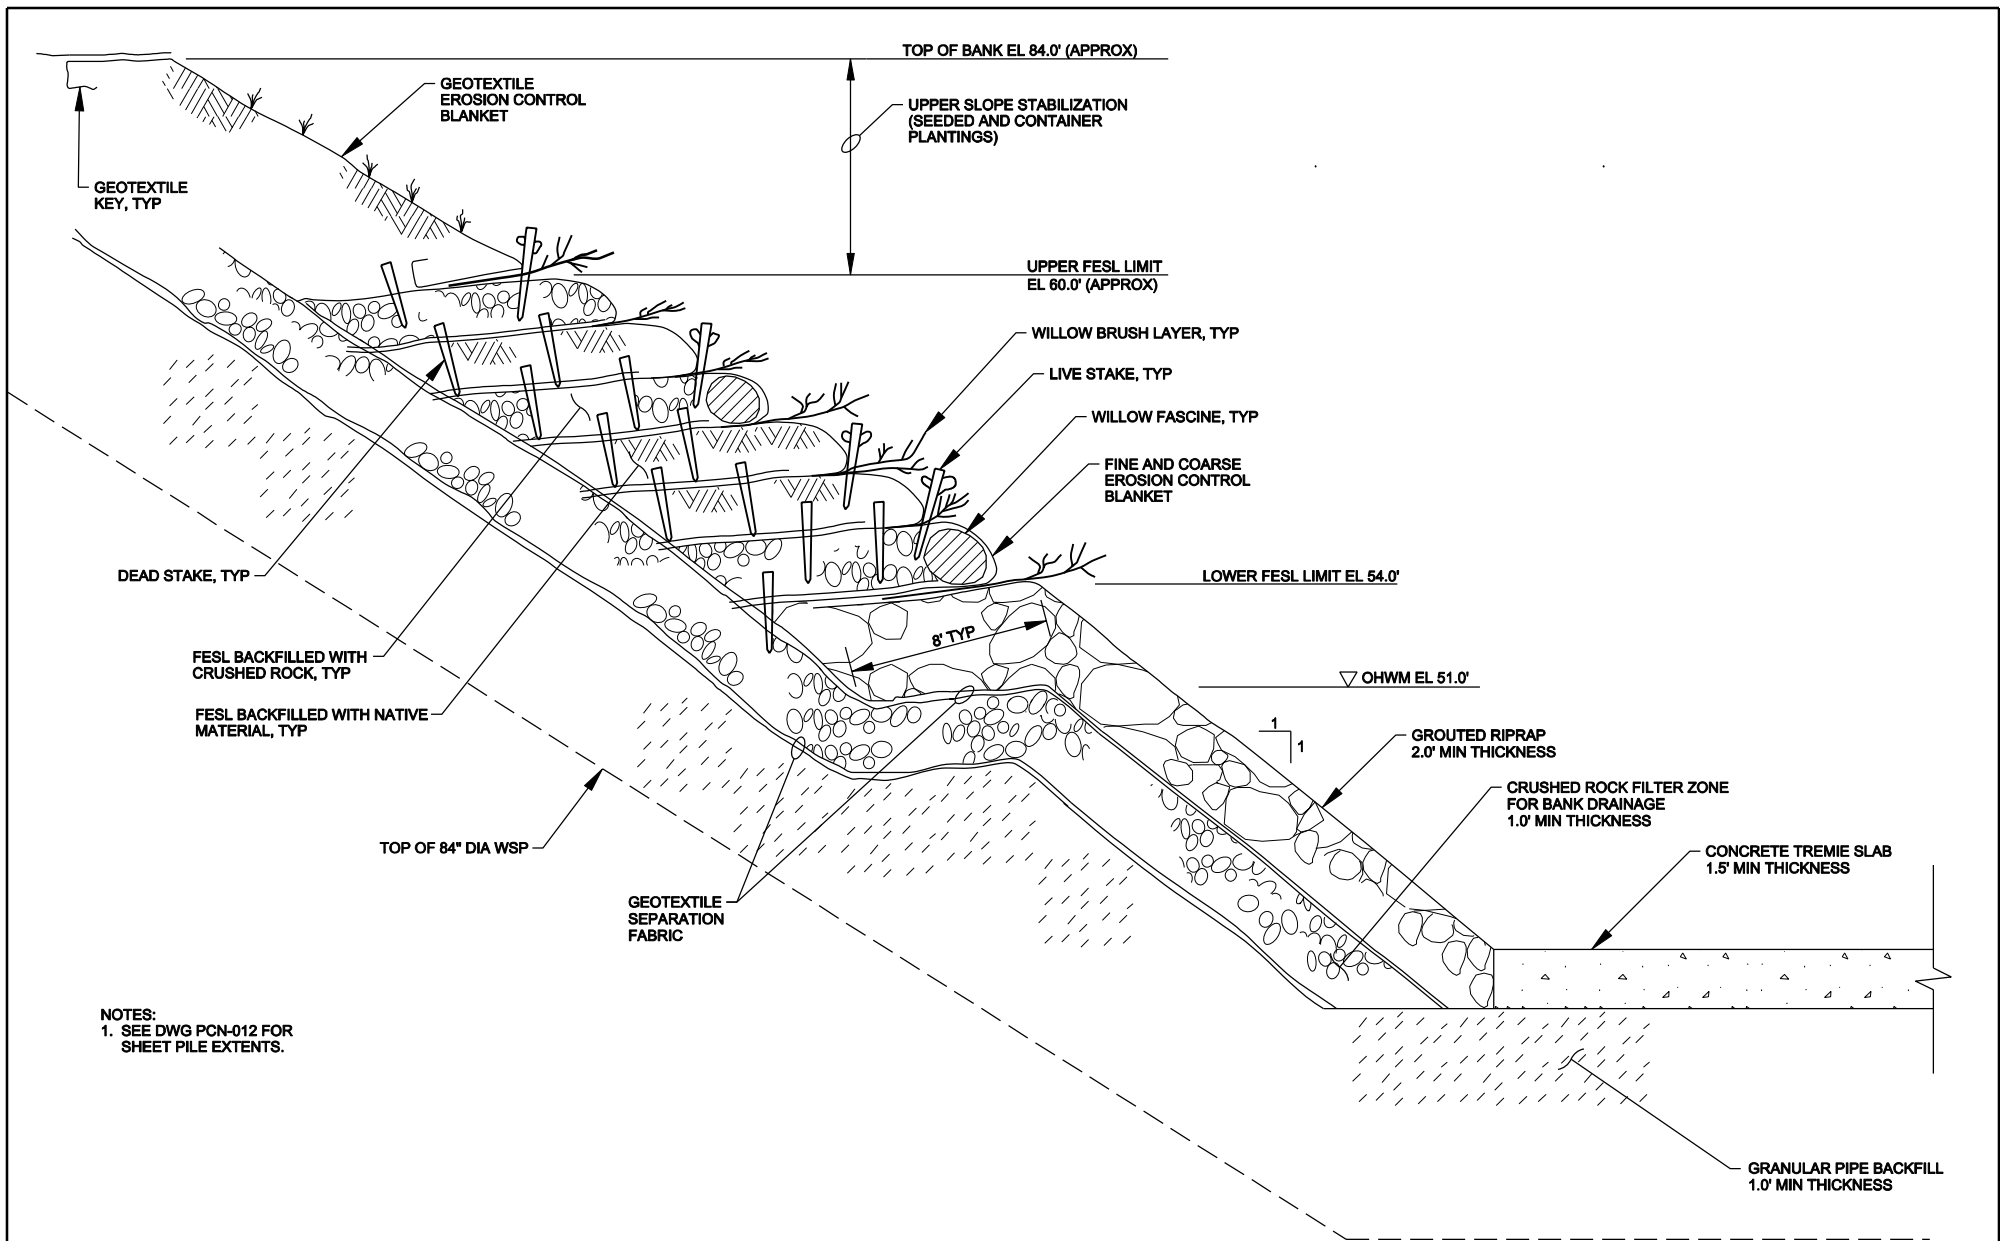 TOP OF BANK EL 84.0' (APPROX)
GEOTEXTILE
EROSION CONTROL
BLANKET
UPPER SLOPE STABILIZATION
(SEEDED AND CONTAINER
PLANTINGS)
GEOTEXTILE
KEY, TYP
UPPER FESL LIMIT
EL 60.0' (APPROX)
WILLOW BRUSH LAYER, TYP
LIVE STAKE, TYP
WILLOW FASCINE, TYP
FINE AND COARSE
EROSION CONTROL
BLANKET
DEAD STAKE, TYP
LOWER FESL LIMIT EL 54.0'
8' TYP
FESL BACKFILLED WITH
CRUSHED ROCK, TYP
OHWM EL 51.0'
FESL BACKFILLED WITH NATIVE
MATERIAL, TYP
1
1
GROUTED RIPRAP
2.0' MIN THICKNESS
CRUSHED ROCK FILTER ZONE
FOR BANK DRAINAGE
1.0' MIN THICKNESS
TOP OF 84" DIA WSP
CONCRETE TREMIE SLAB
1.5' MIN THICKNESS
GEOTEXTILE
SEPARATION
FABRIC
NOTES:
1. SEE DWG PCN-012 FOR
SHEET PILE EXTENTS.
GRANULAR PIPE BACKFILL
1.0' MIN THICKNESS